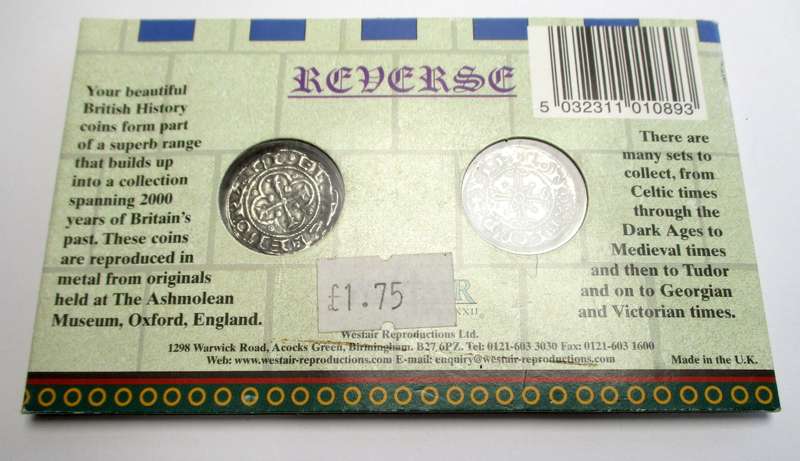 REVERSE
5 032311 010893
Your beautiful
British History
coins form part
of a superb range
that builds up
into a collection
spanning 2000
years of Britain's
past. These coins
are reproduced in
metal from originals
held at The Ashmolean
Museum, Oxford, England.
There are
many sets to
collect, from
Celtic times
through the
Dark Ages to
Medieval times
and then to Tudor
and on to Georgian
and Victorian times.
£1.75
R
XXII
Westair Reproductions Ltd.
1298 Warwick Road, Acocks Green, Birmingham. B27 6PZ. Tel: 0121-603 3030 Fax: 0121-603 1600
Web: www.westair-reproductions.com E-mail: enquiry@westair-reproductions.com
Made in the U.K.